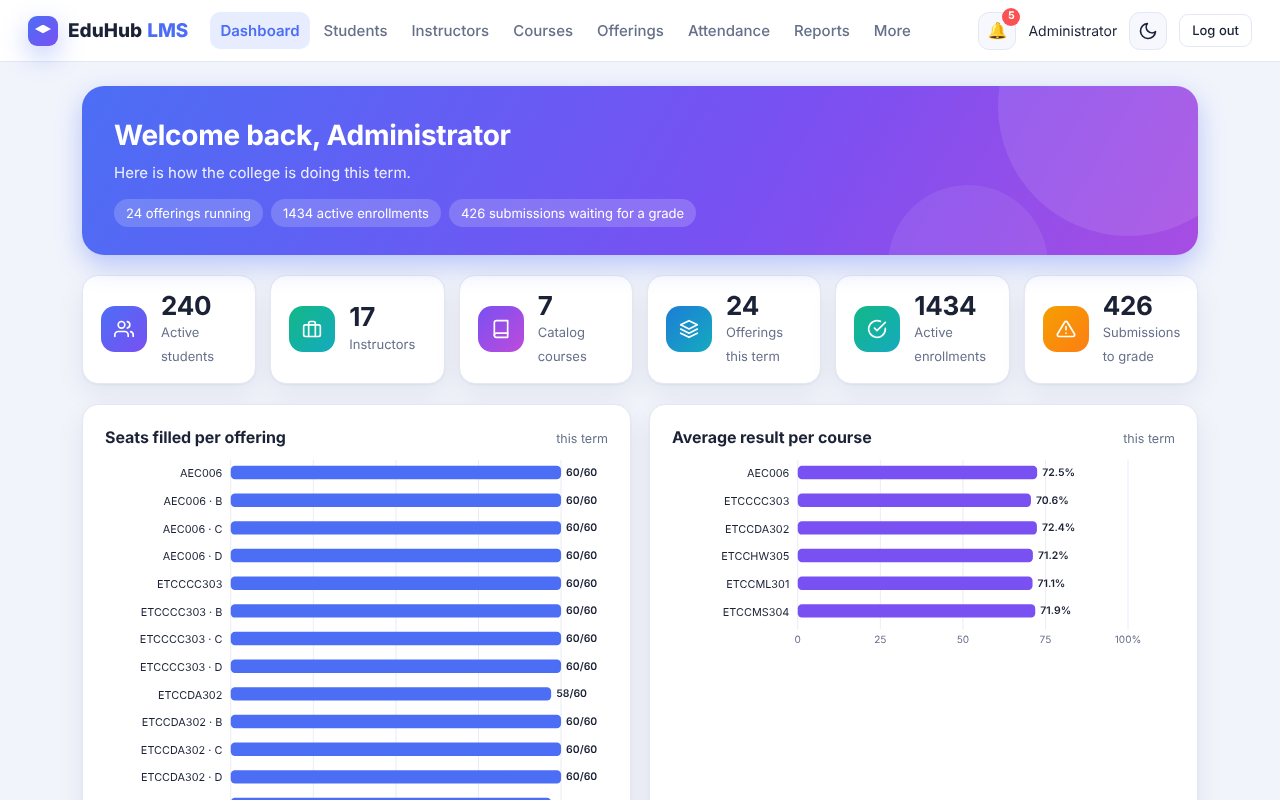 EduHub LMS
Dashboard Students Instructors Courses Offerings Attendance Reports More
5
Administrator
Log out
Welcome back, Administrator
Here is how the college is doing this term.
24 offerings running
1434 active enrollments
426 submissions waiting for a grade
240
Active
students
17
Instructors
7
Catalog
courses
24
Offerings
this term
1434
Active
enrollments
426
Submissions
to grade
Seats filled per offering
this term
AEC006 60/60
AEC006 · B 60/60
AEC006 · C 60/60
AEC006 · D 60/60
ETCCCC303 60/60
ETCCCC303 · B 60/60
ETCCCC303 · C 60/60
ETCCCC303 · D 60/60
ETCCDA302 58/60
ETCCDA302 · B 60/60
ETCCDA302 · C 60/60
ETCCDA302 · D 60/60
Average result per course
this term
AEC006 72.5%
ETCCCC303 70.6%
ETCCDA302 72.4%
ETCCHW305 71.2%
ETCCML301 71.1%
ETCCMS304 71.9%
0 25 50 75 100%